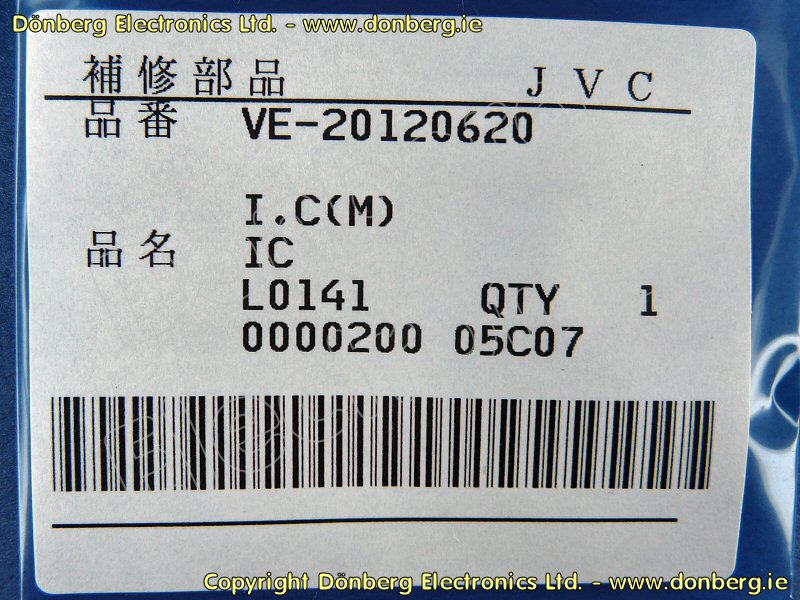 Dönberg Electronics Ltd. - www.donberg.ie
補修部品 JVC
品番 VE-20120620
I.C(M)
品名 IC
L0141 QTY 1
0000200 05C07
Copyright Dönberg Electronics Ltd. - www.donberg.ie